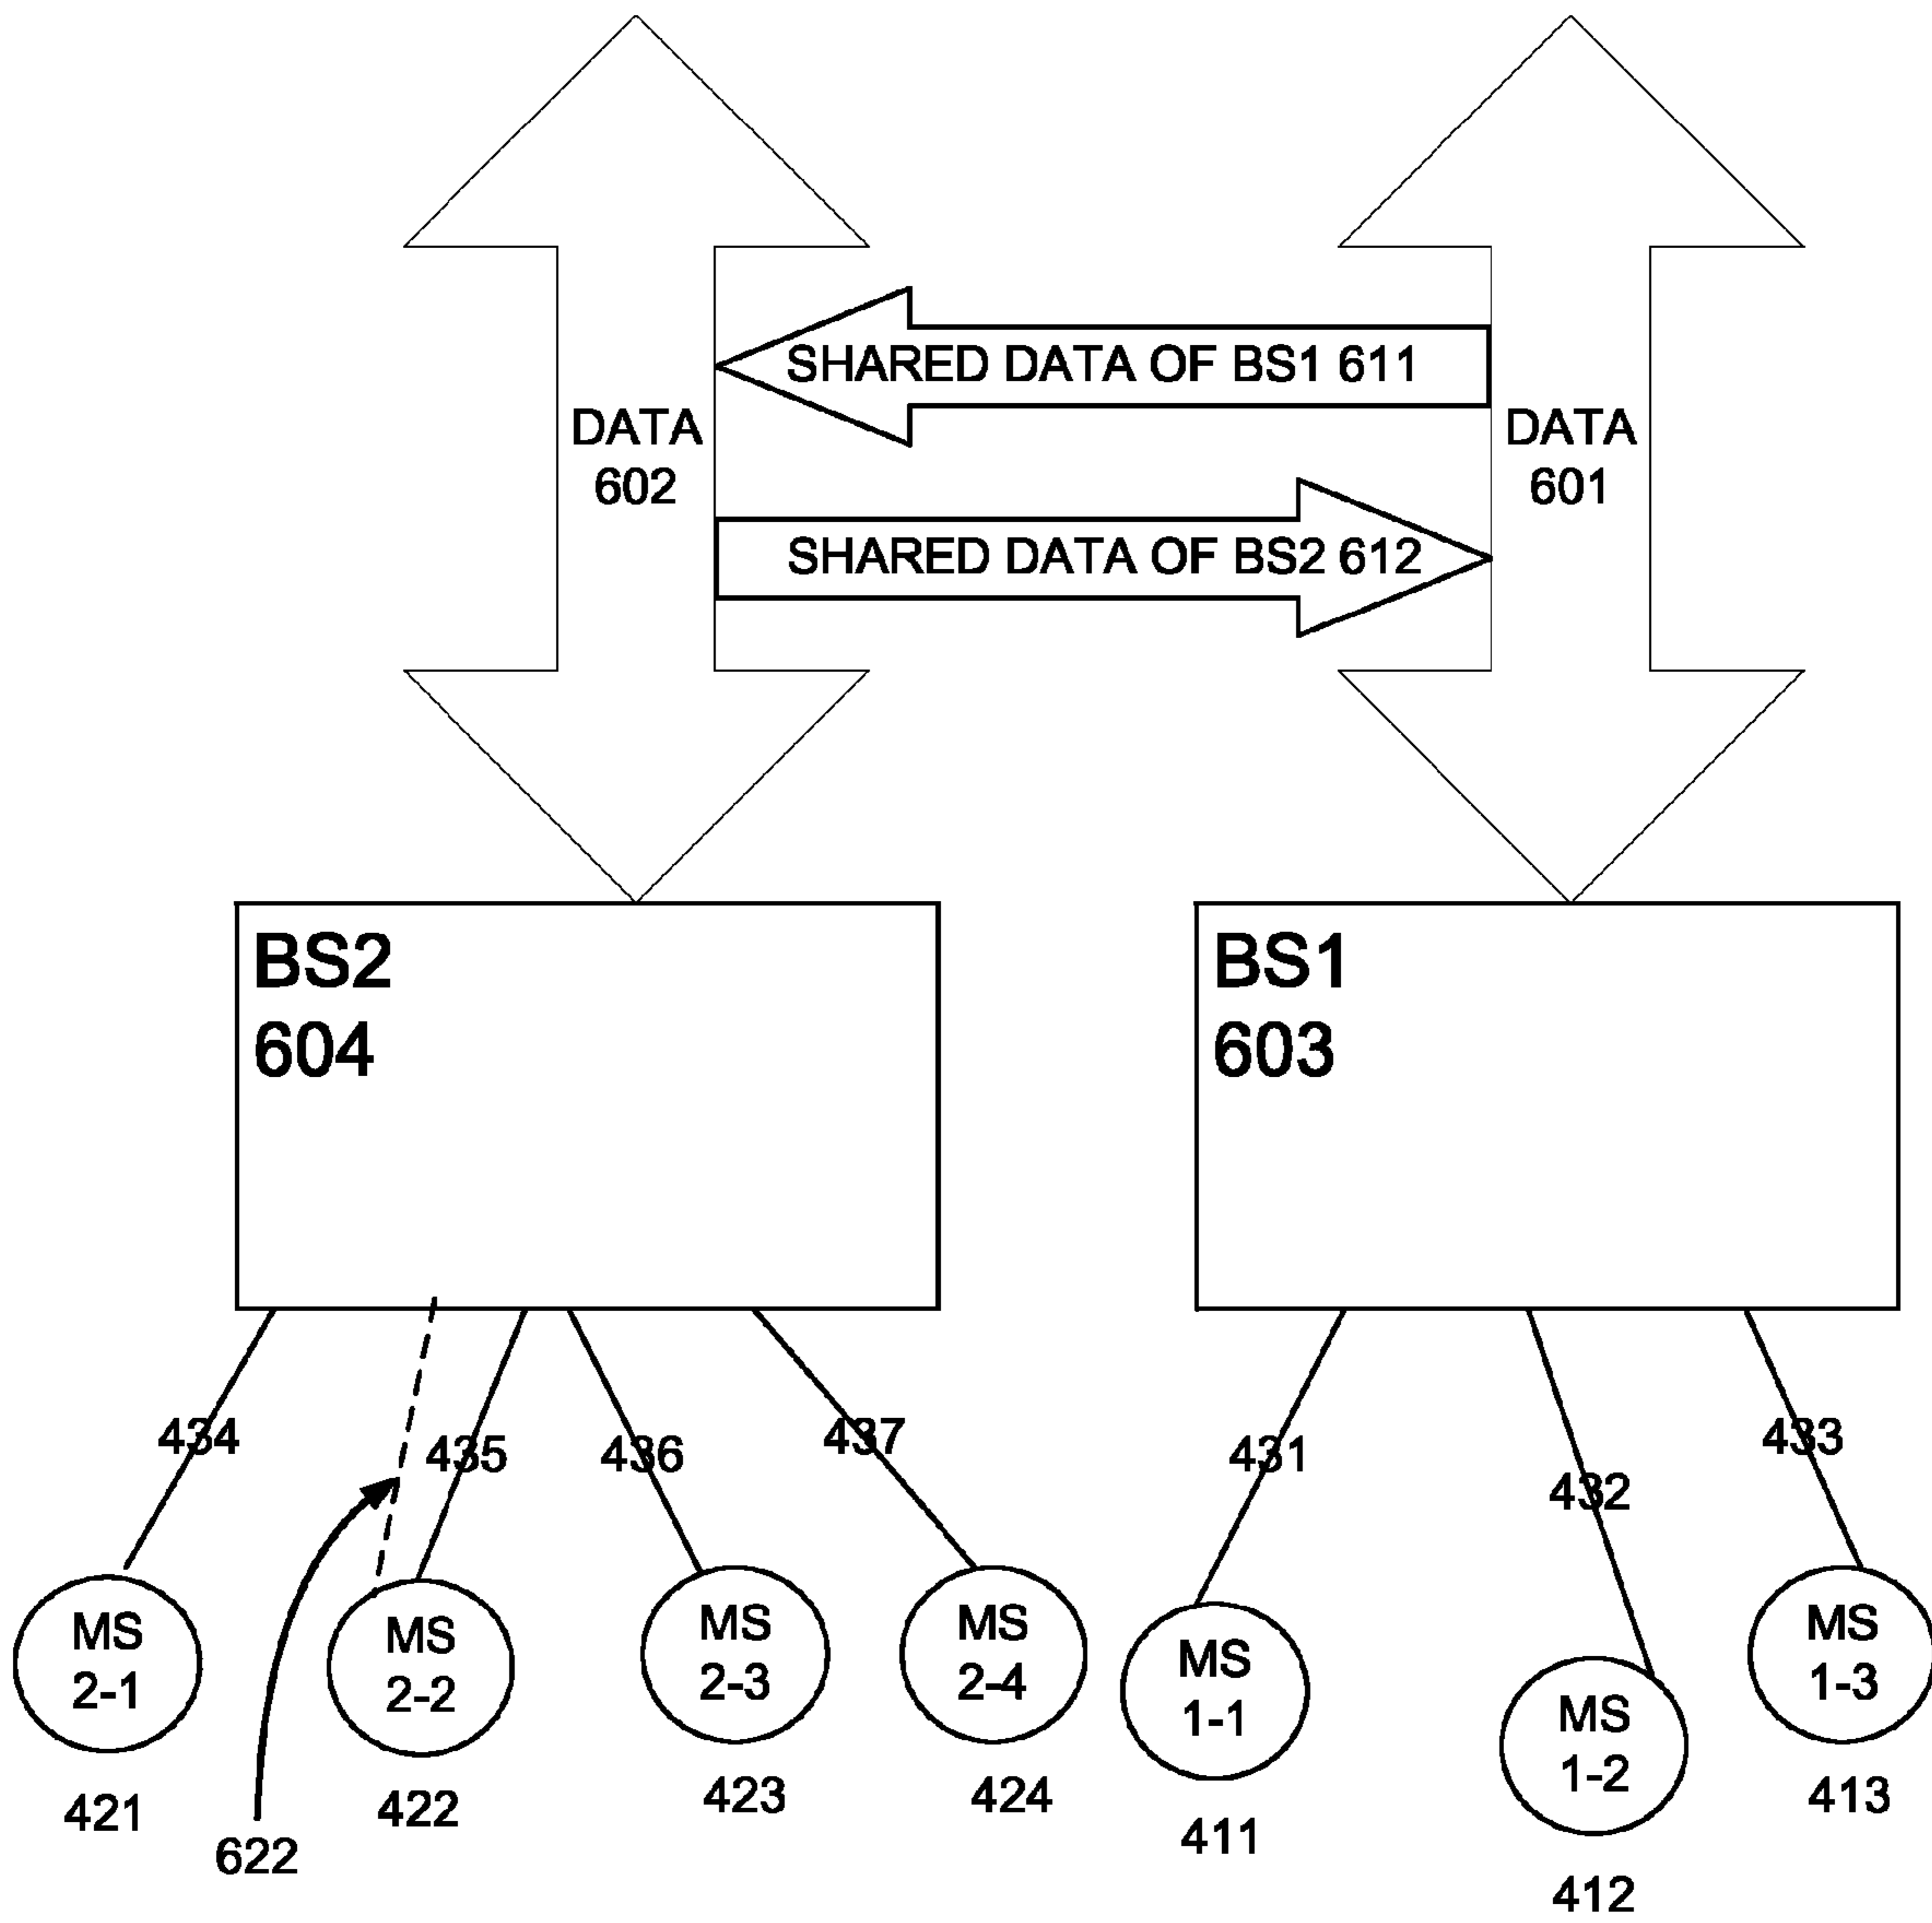 SHARED DATA OF BS1 611
DATA
602
DATA
601
SHARED DATA OF BS2 612
BS2
604
BS1
603
434
435
436
437
431
432
433
MS
2-1
MS
2-2
MS
2-3
MS
2-4
MS
1-1
MS
1-2
MS
1-3
421
422
423
424
411
412
413
622